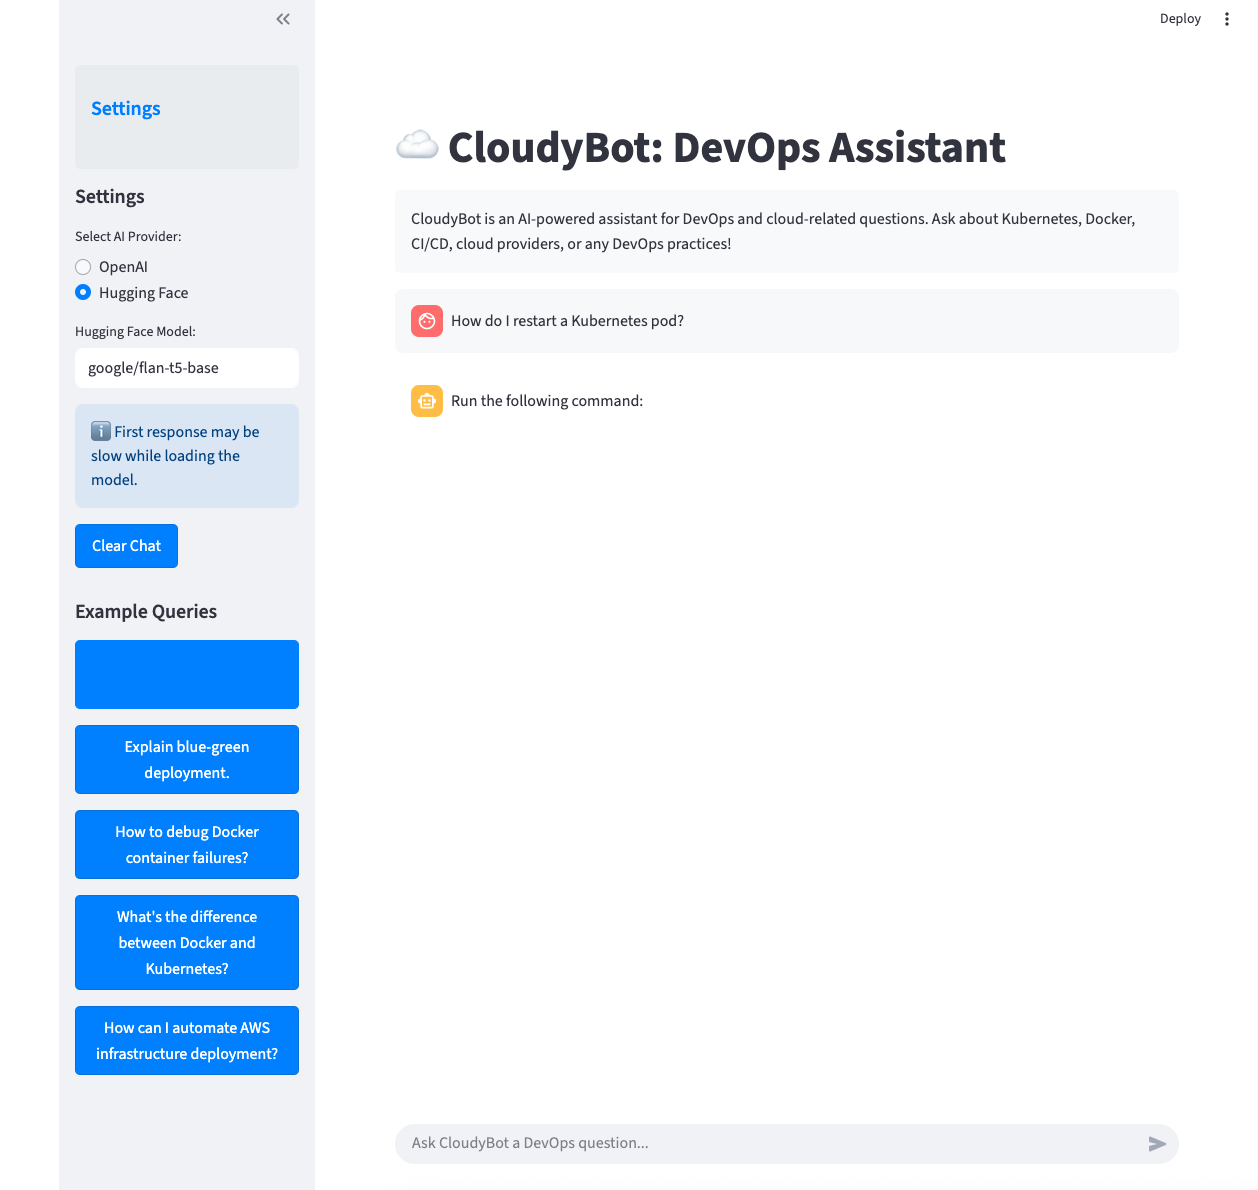 Deploy
Settings
Settings
Select AI Provider:
OpenAI
Hugging Face
Hugging Face Model:
google/flan-t5-base
First response may be
slow while loading the
model.
Clear Chat
Example Queries
Explain blue-green
deployment.
How to debug Docker
container failures?
What's the difference
between Docker and
Kubernetes?
How can I automate AWS
infrastructure deployment?
CloudyBot: DevOps Assistant
CloudyBot is an AI-powered assistant for DevOps and cloud-related questions. Ask about Kubernetes, Docker,
CI/CD, cloud providers, or any DevOps practices!
How do I restart a Kubernetes pod?
Run the following command:
Ask CloudyBot a DevOps question...